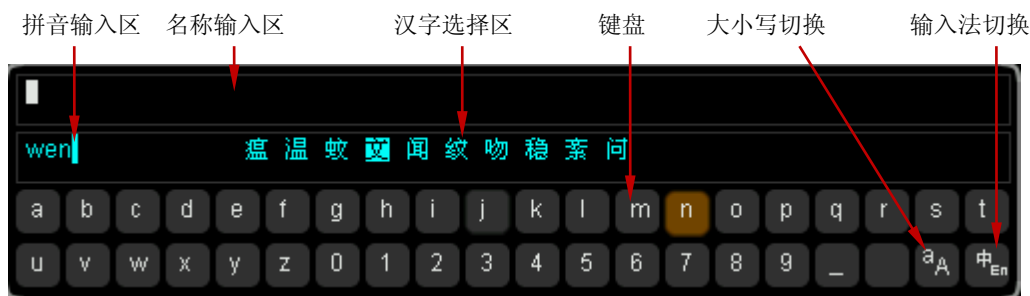 拼音输入区 名称输入区 汉字选择区 键盘 大小写切换 输入法切换
wen 瘟 温 蚊 文 闻 纹 吻 稳 紊 问
a b c d e f g h i j k l m n o p q r s t
u v w x y z 0 1 2 3 4 5 6 7 8 9 _ aA 中En